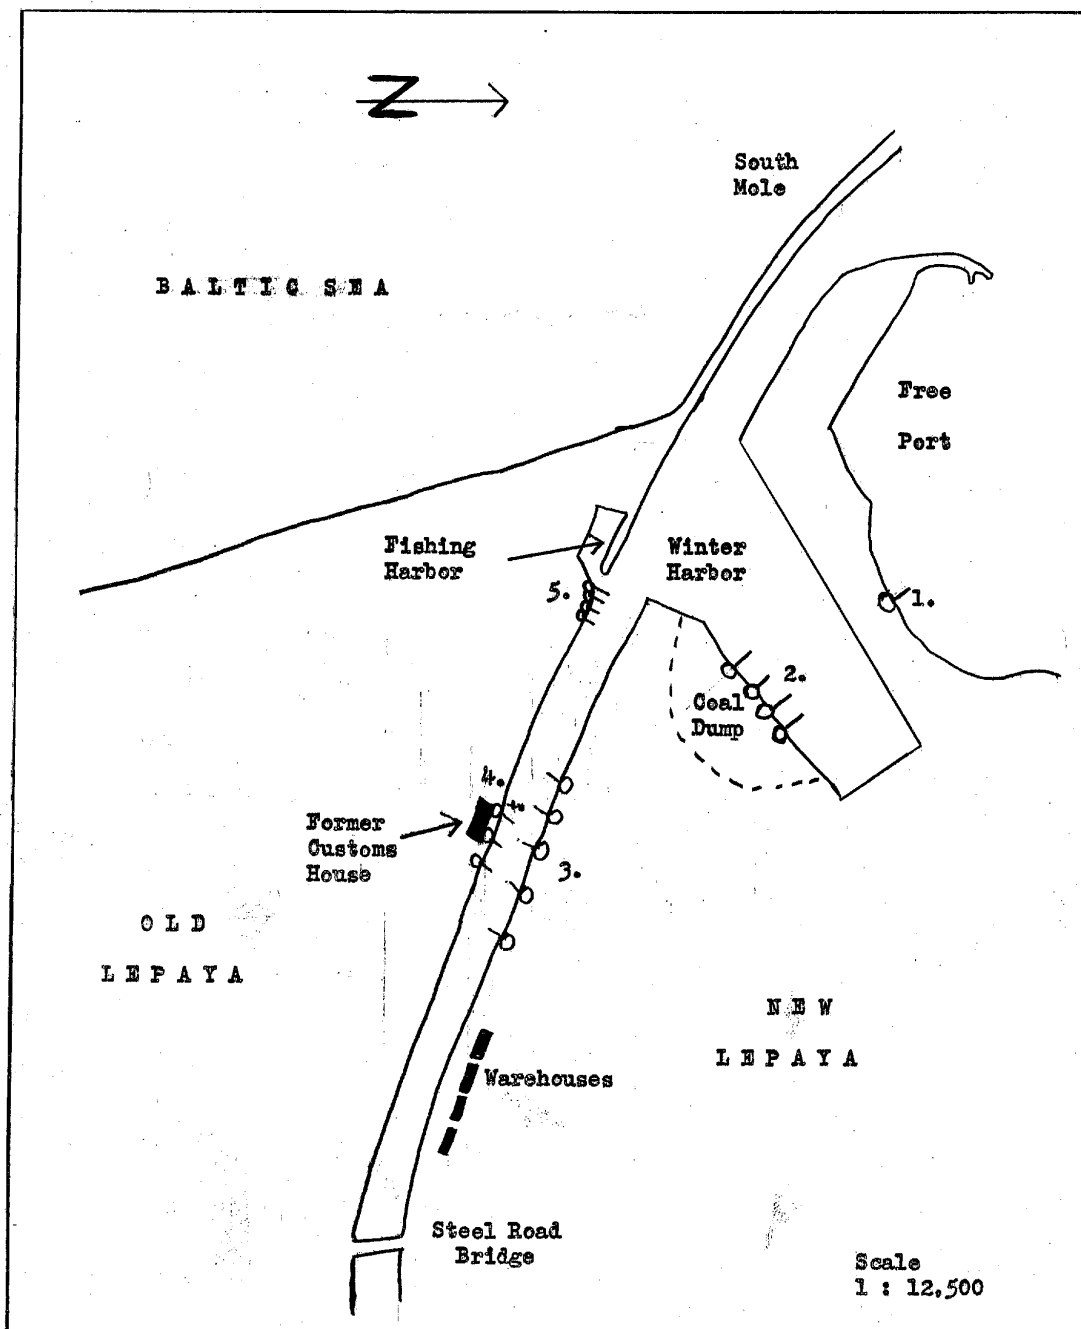 N
South
Mole
BALTIC SEA
Free
Port
Fishing
Harbor
Winter
Harbor
1.
5.
2.
Coal
Dump
4.
Former
Customs
House
3.
OLD
LEPAYA
NEW
LEPAYA
Warehouses
Steel Road
Bridge
Scale
1 : 12,500